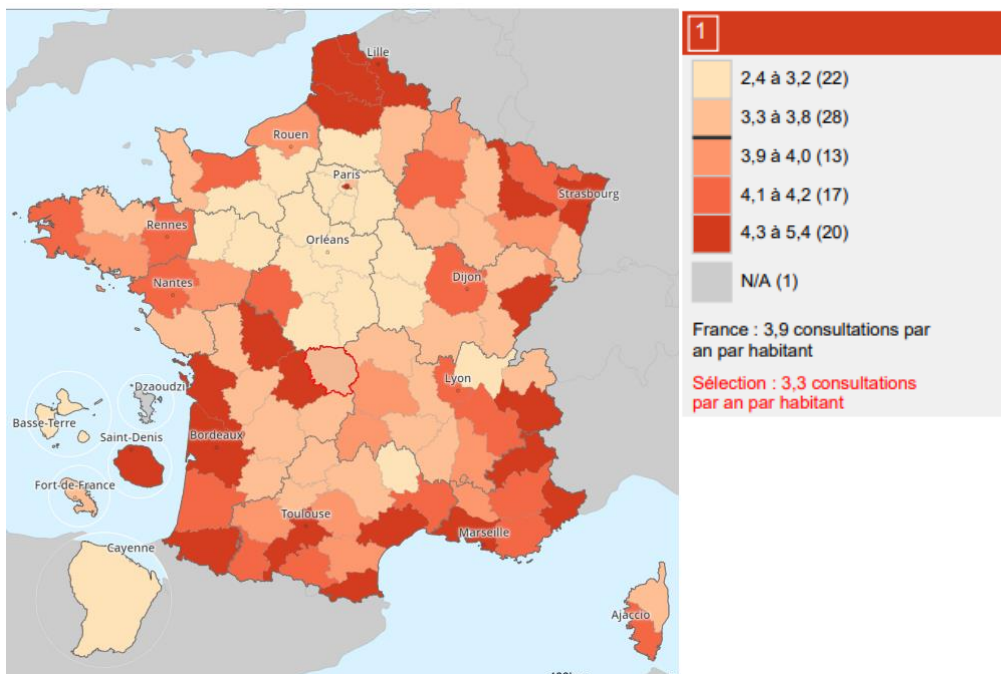 Lille
Rouen
Paris
Strasbourg
Rennes
Orléans
Nantes
Dijon
Lyon
Dzaoudzi
Basse-Terre
Saint-Denis
Bordeaux
Fort-de-France
Toulouse
Marseille
Cayenne
Ajaccio
1
2,4 à 3,2 (22)
3,3 à 3,8 (28)
3,9 à 4,0 (13)
4,1 à 4,2 (17)
4,3 à 5,4 (20)
N/A (1)
France : 3,9 consultations par
an par habitant
Sélection : 3,3 consultations
par an par habitant